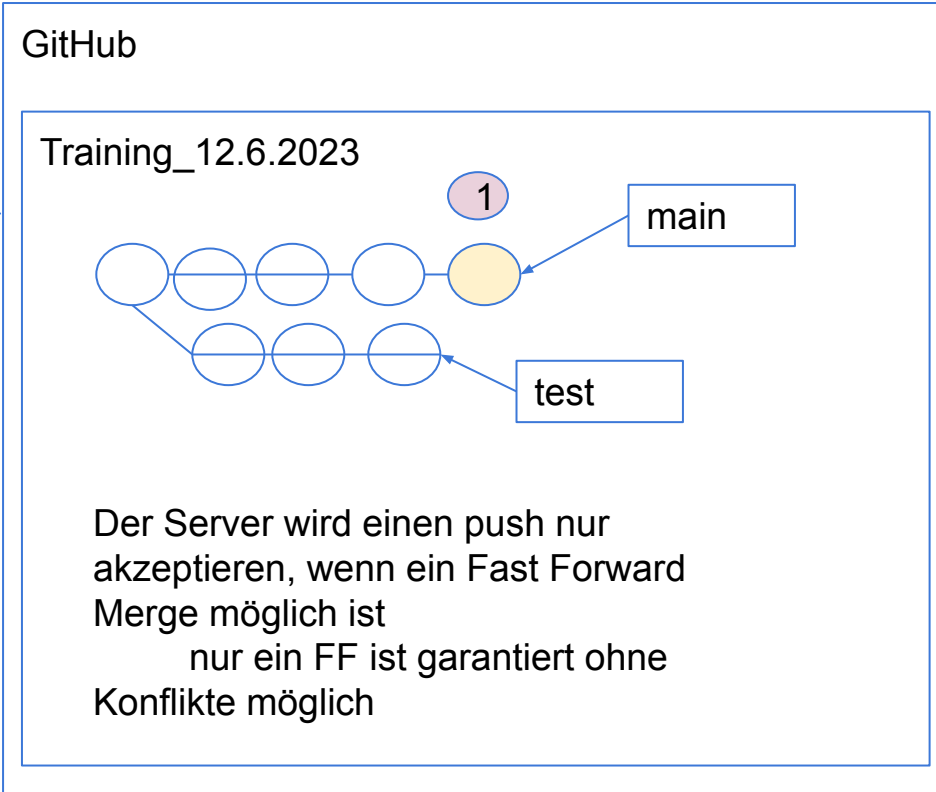 GitHub
Training_12.6.2023
1
main
test
Der Server wird einen push nur
akzeptieren, wenn ein Fast Forward
Merge möglich ist
nur ein FF ist garantiert ohne
Konflikte möglich